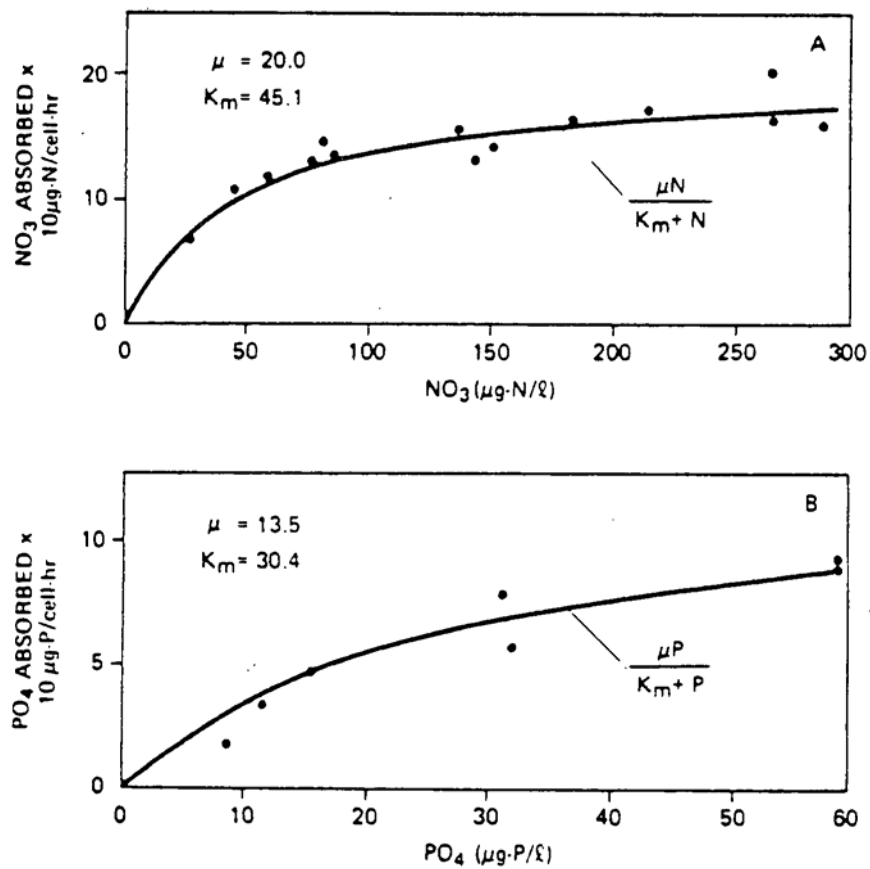 A
μ = 20.0
Km = 45.1
NO3 ABSORBED x
10μg·N/cell·hr
20
10
0
μN
Km + N
0 50 100 150 200 250 300
NO3 (μg·N/ℓ)
B
μ = 13.5
Km = 30.4
PO4 ABSORBED x
10 μg·P/cell·hr
10
5
0
μP
Km + P
0 10 20 30 40 50 60
PO4 (μg·P/ℓ)